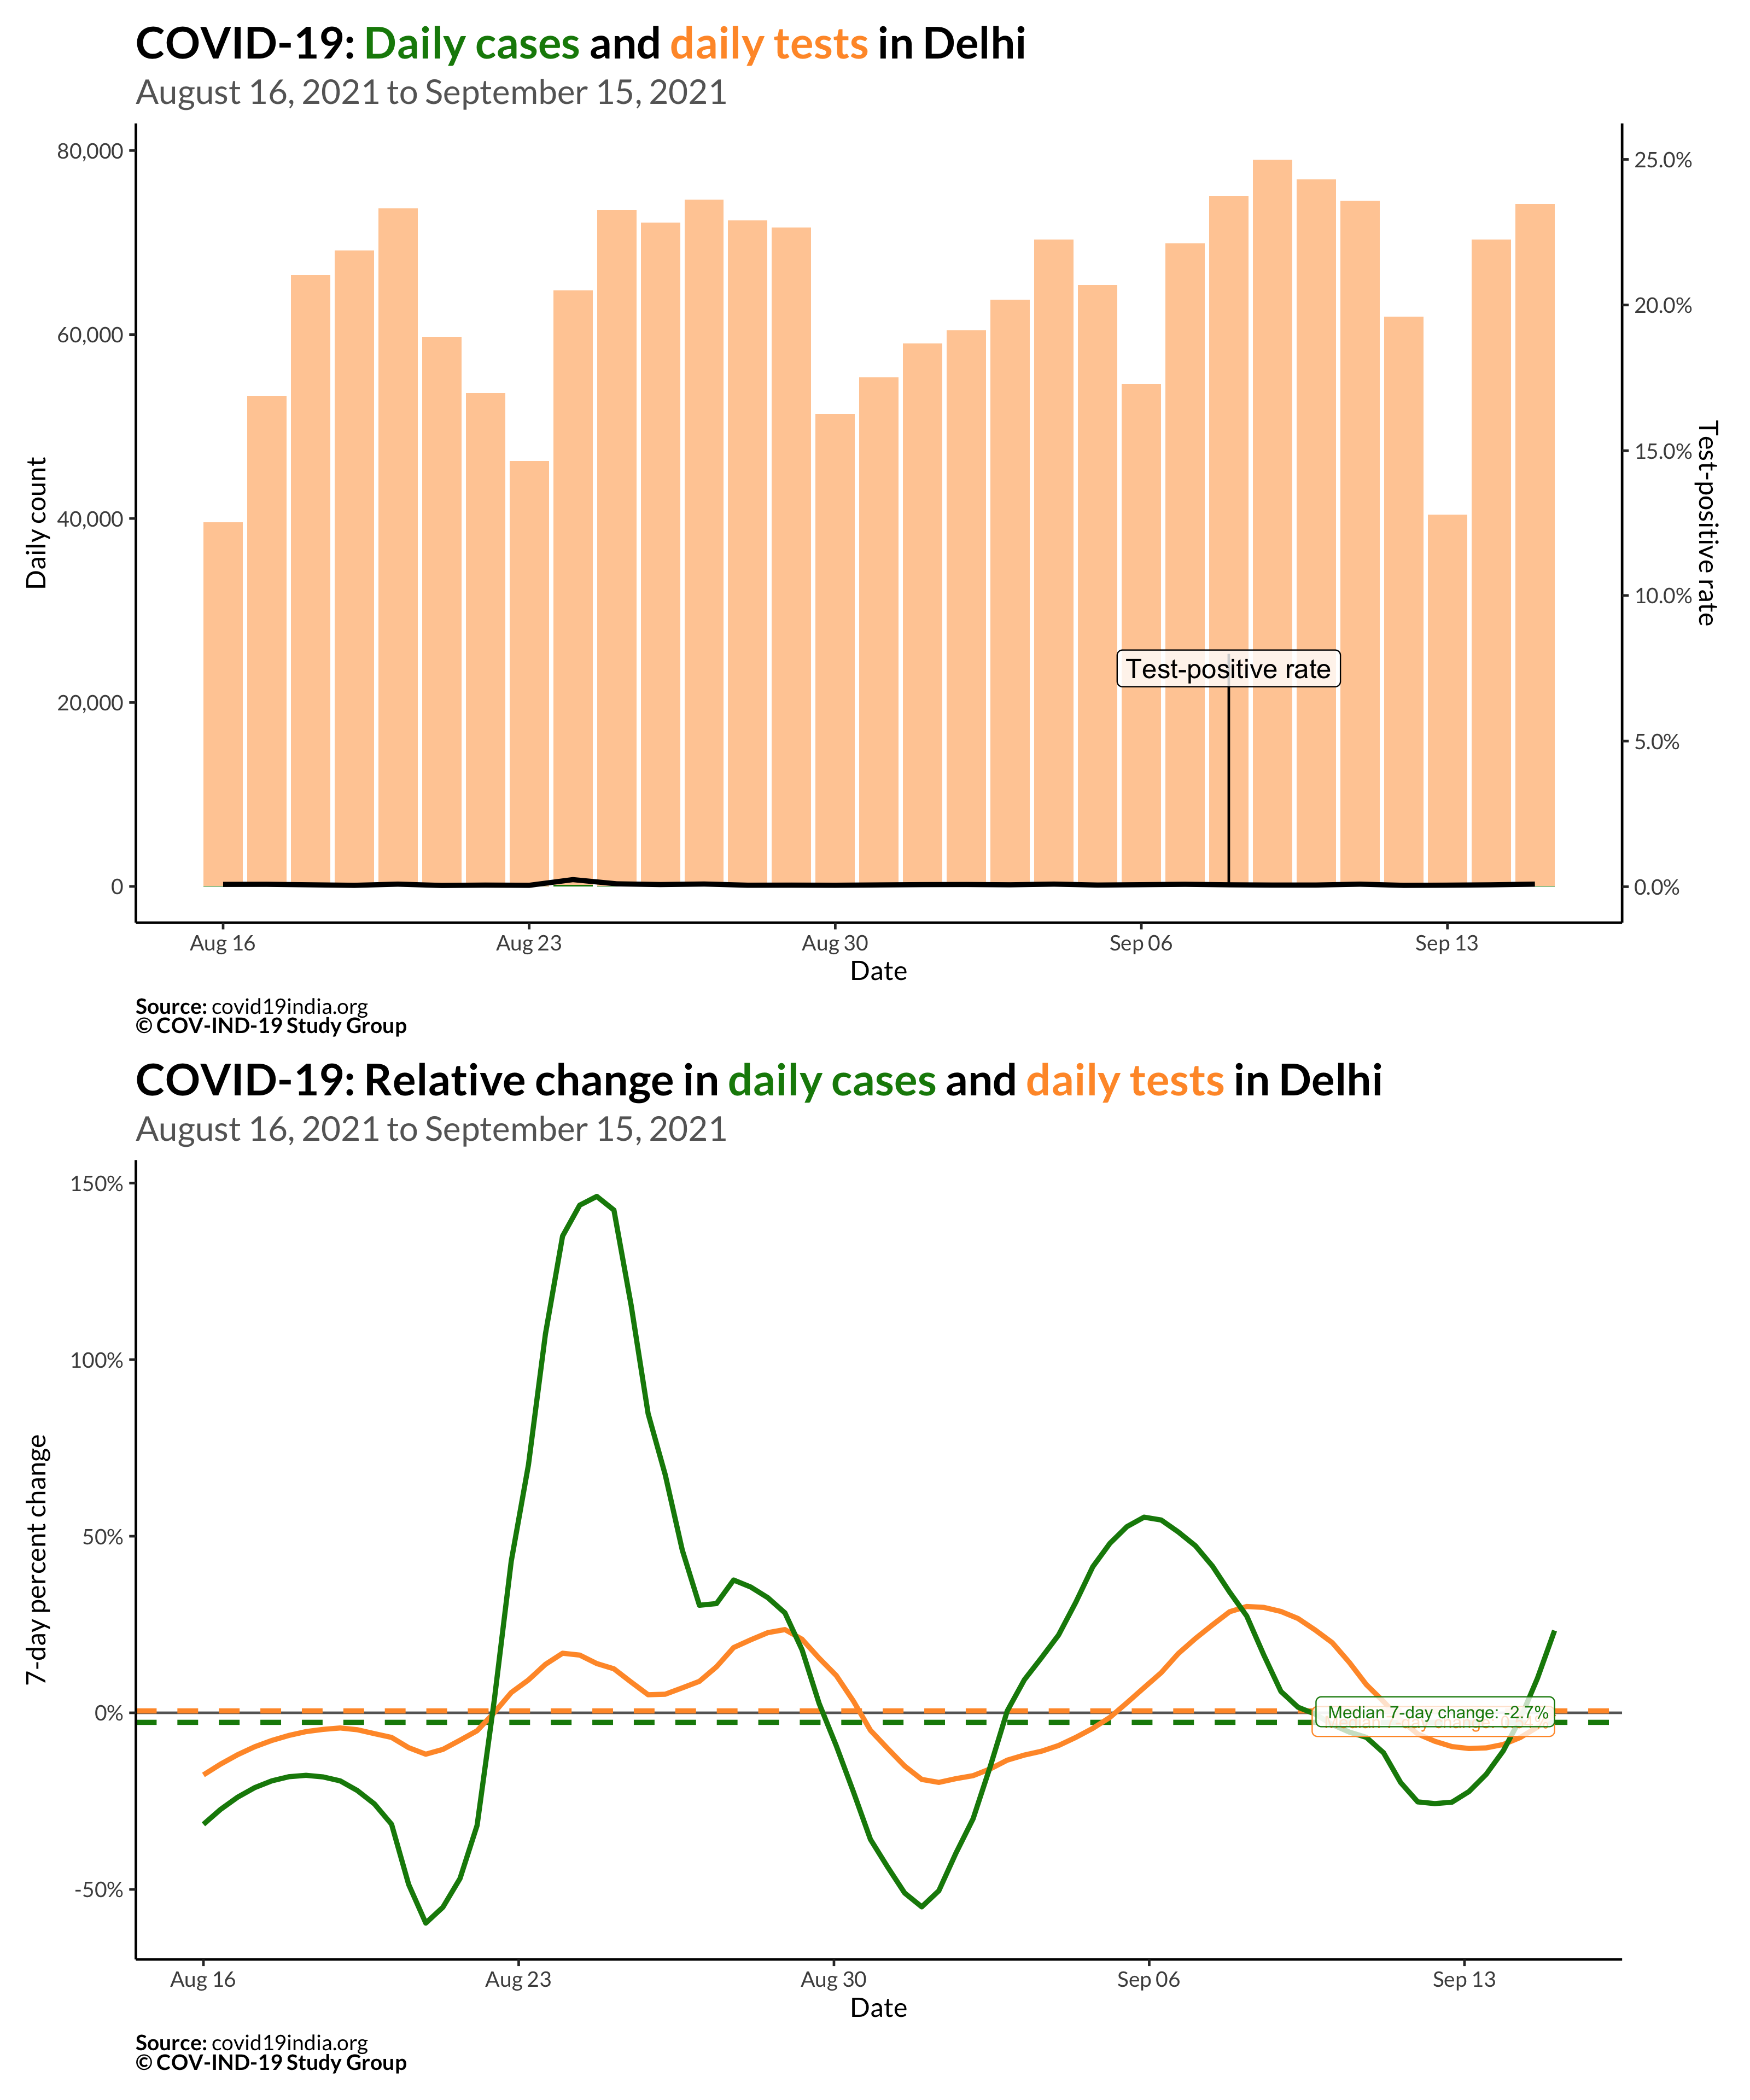 COVID-19: Daily cases and daily tests in Delhi
August 16, 2021 to September 15, 2021
80,000
60,000
40,000
20,000
0
Daily count
25.0%
20.0%
15.0%
10.0%
5.0%
0.0%
Test-positive rate
Test-positive rate
Aug 16
Aug 23
Aug 30
Sep 06
Sep 13
Date
Source: covid19india.org
© COV-IND-19 Study Group
COVID-19: Relative change in daily cases and daily tests in Delhi
August 16, 2021 to September 15, 2021
150%
100%
50%
0%
-50%
7-day percent change
Median 7-day change: -2.7%
Aug 16
Aug 23
Aug 30
Sep 06
Sep 13
Date
Source: covid19india.org
© COV-IND-19 Study Group